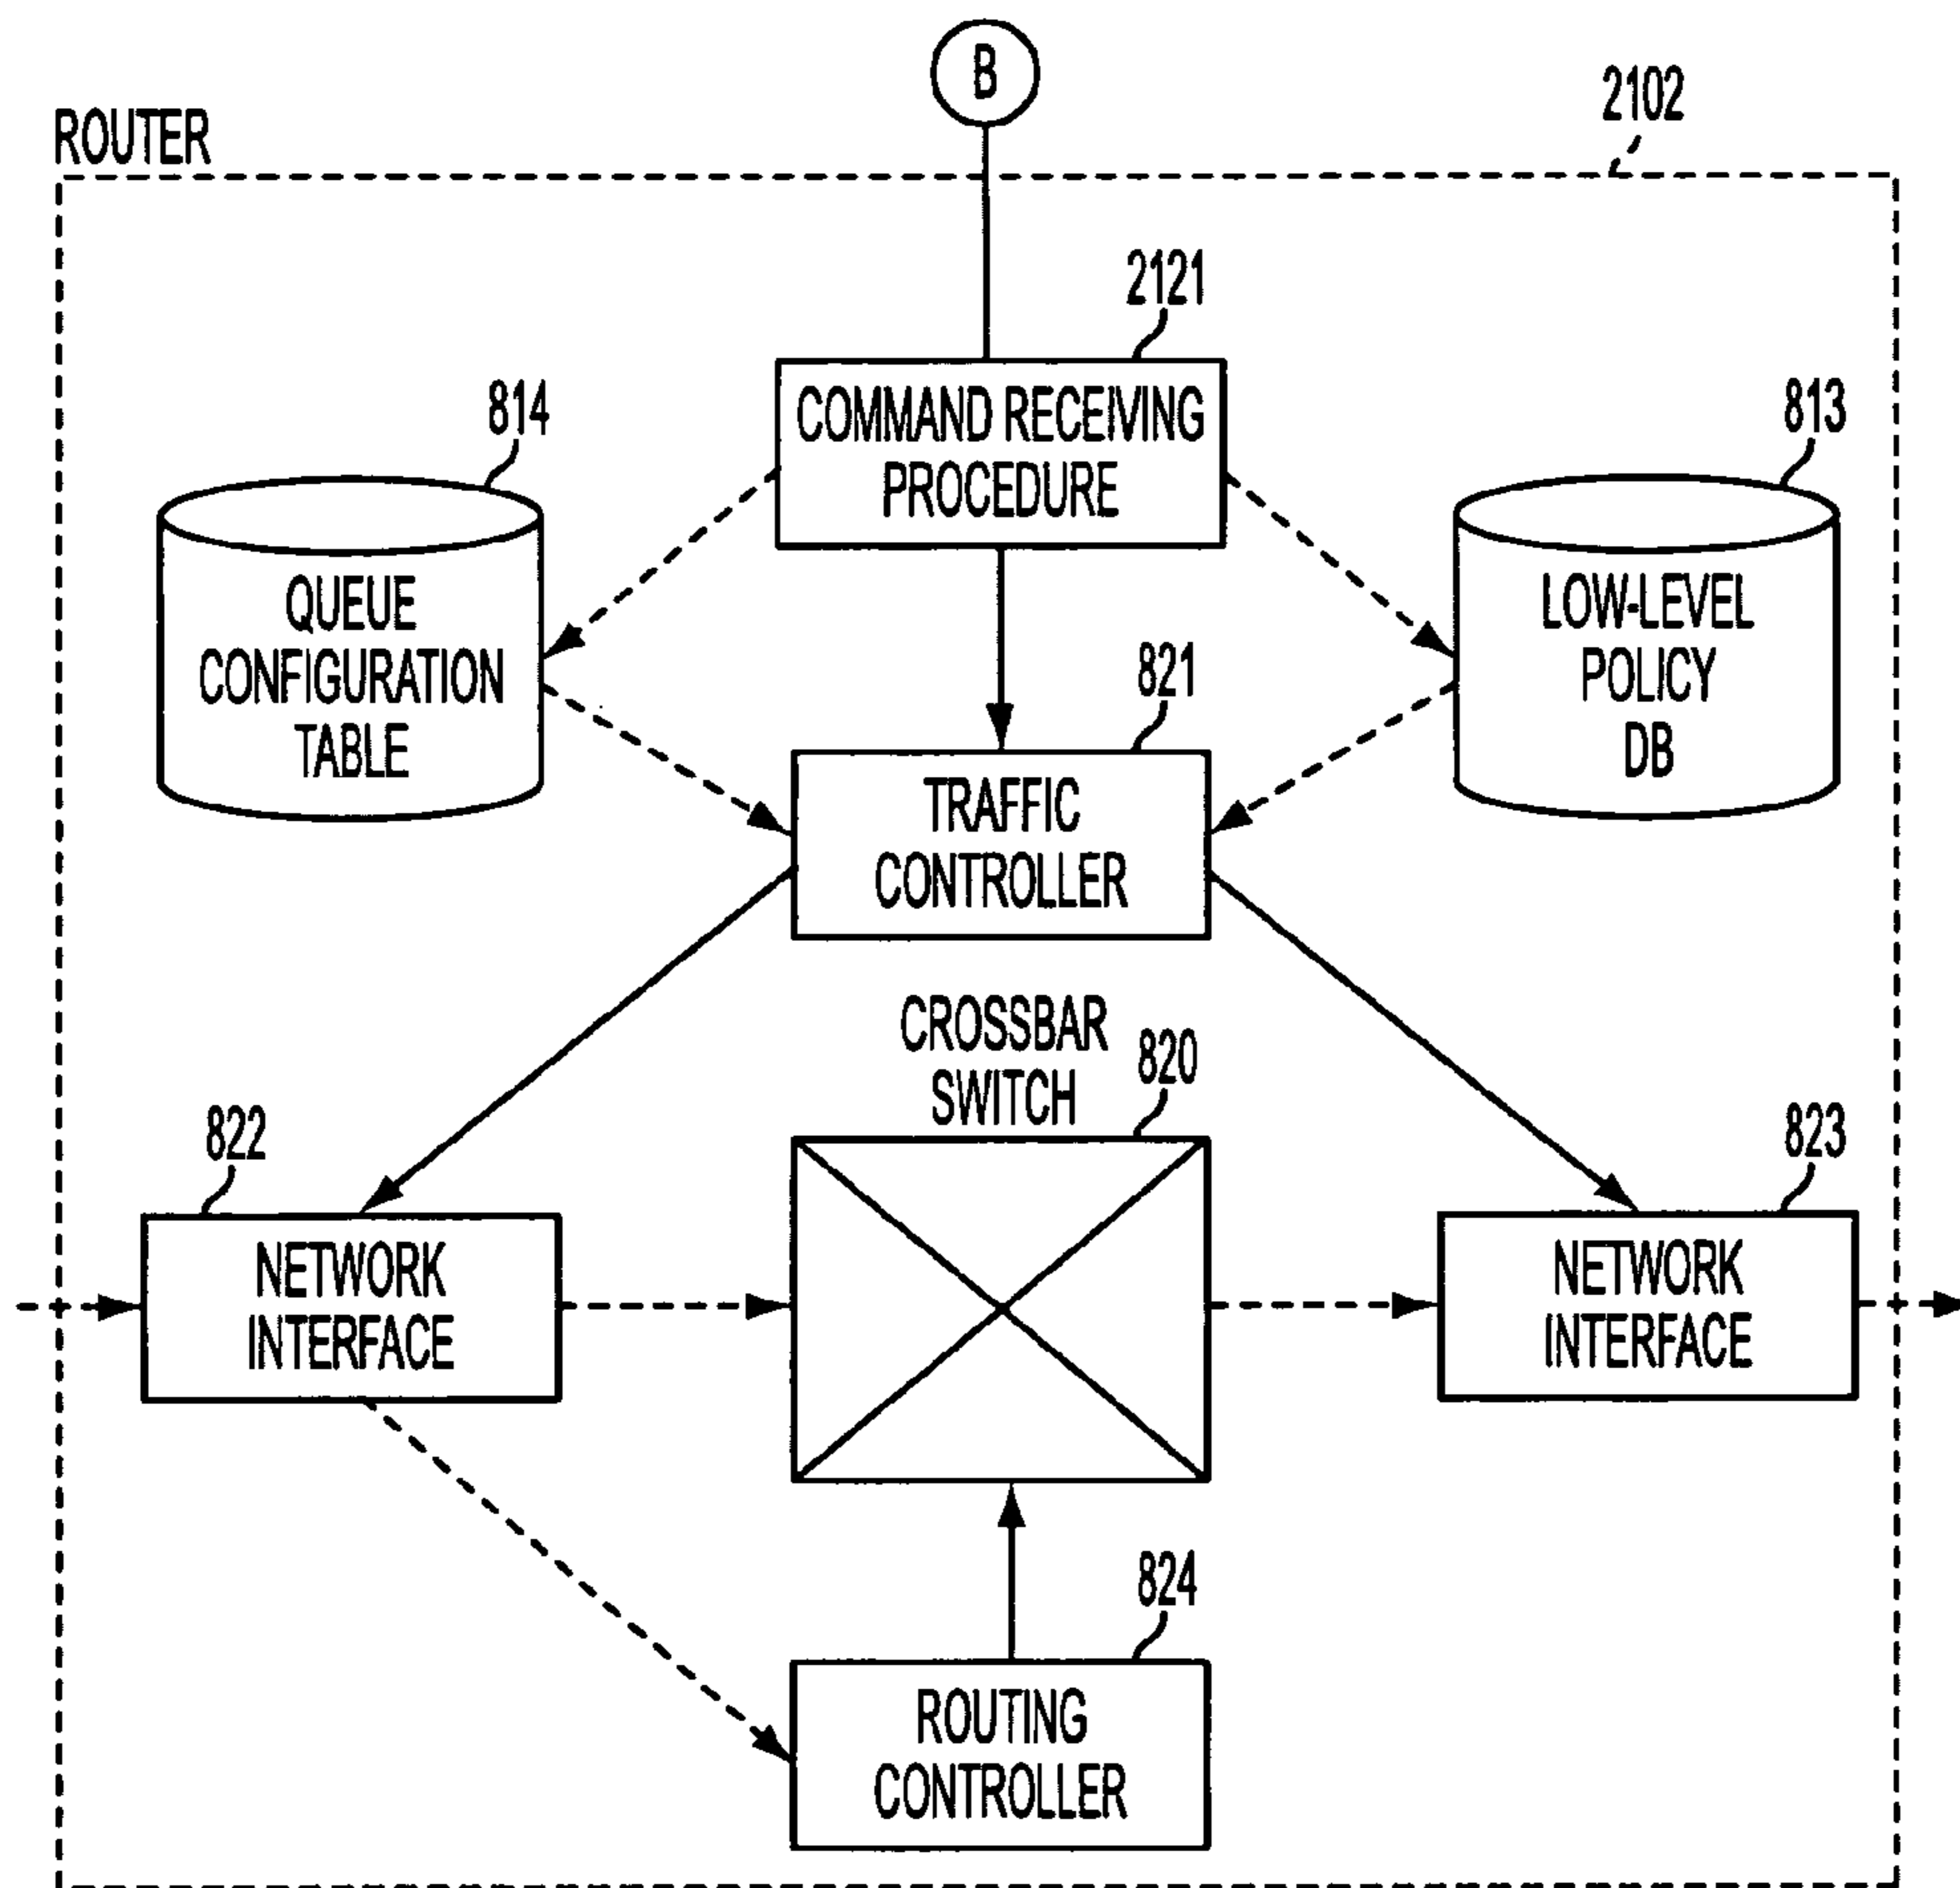 B
ROUTER
2102
2121
COMMAND RECEIVING
PROCEDURE
814
QUEUE
CONFIGURATION
TABLE
813
LOW-LEVEL
POLICY
DB
821
TRAFFIC
CONTROLLER
CROSSBAR
SWITCH
820
822
NETWORK
INTERFACE
823
NETWORK
INTERFACE
824
ROUTING
CONTROLLER